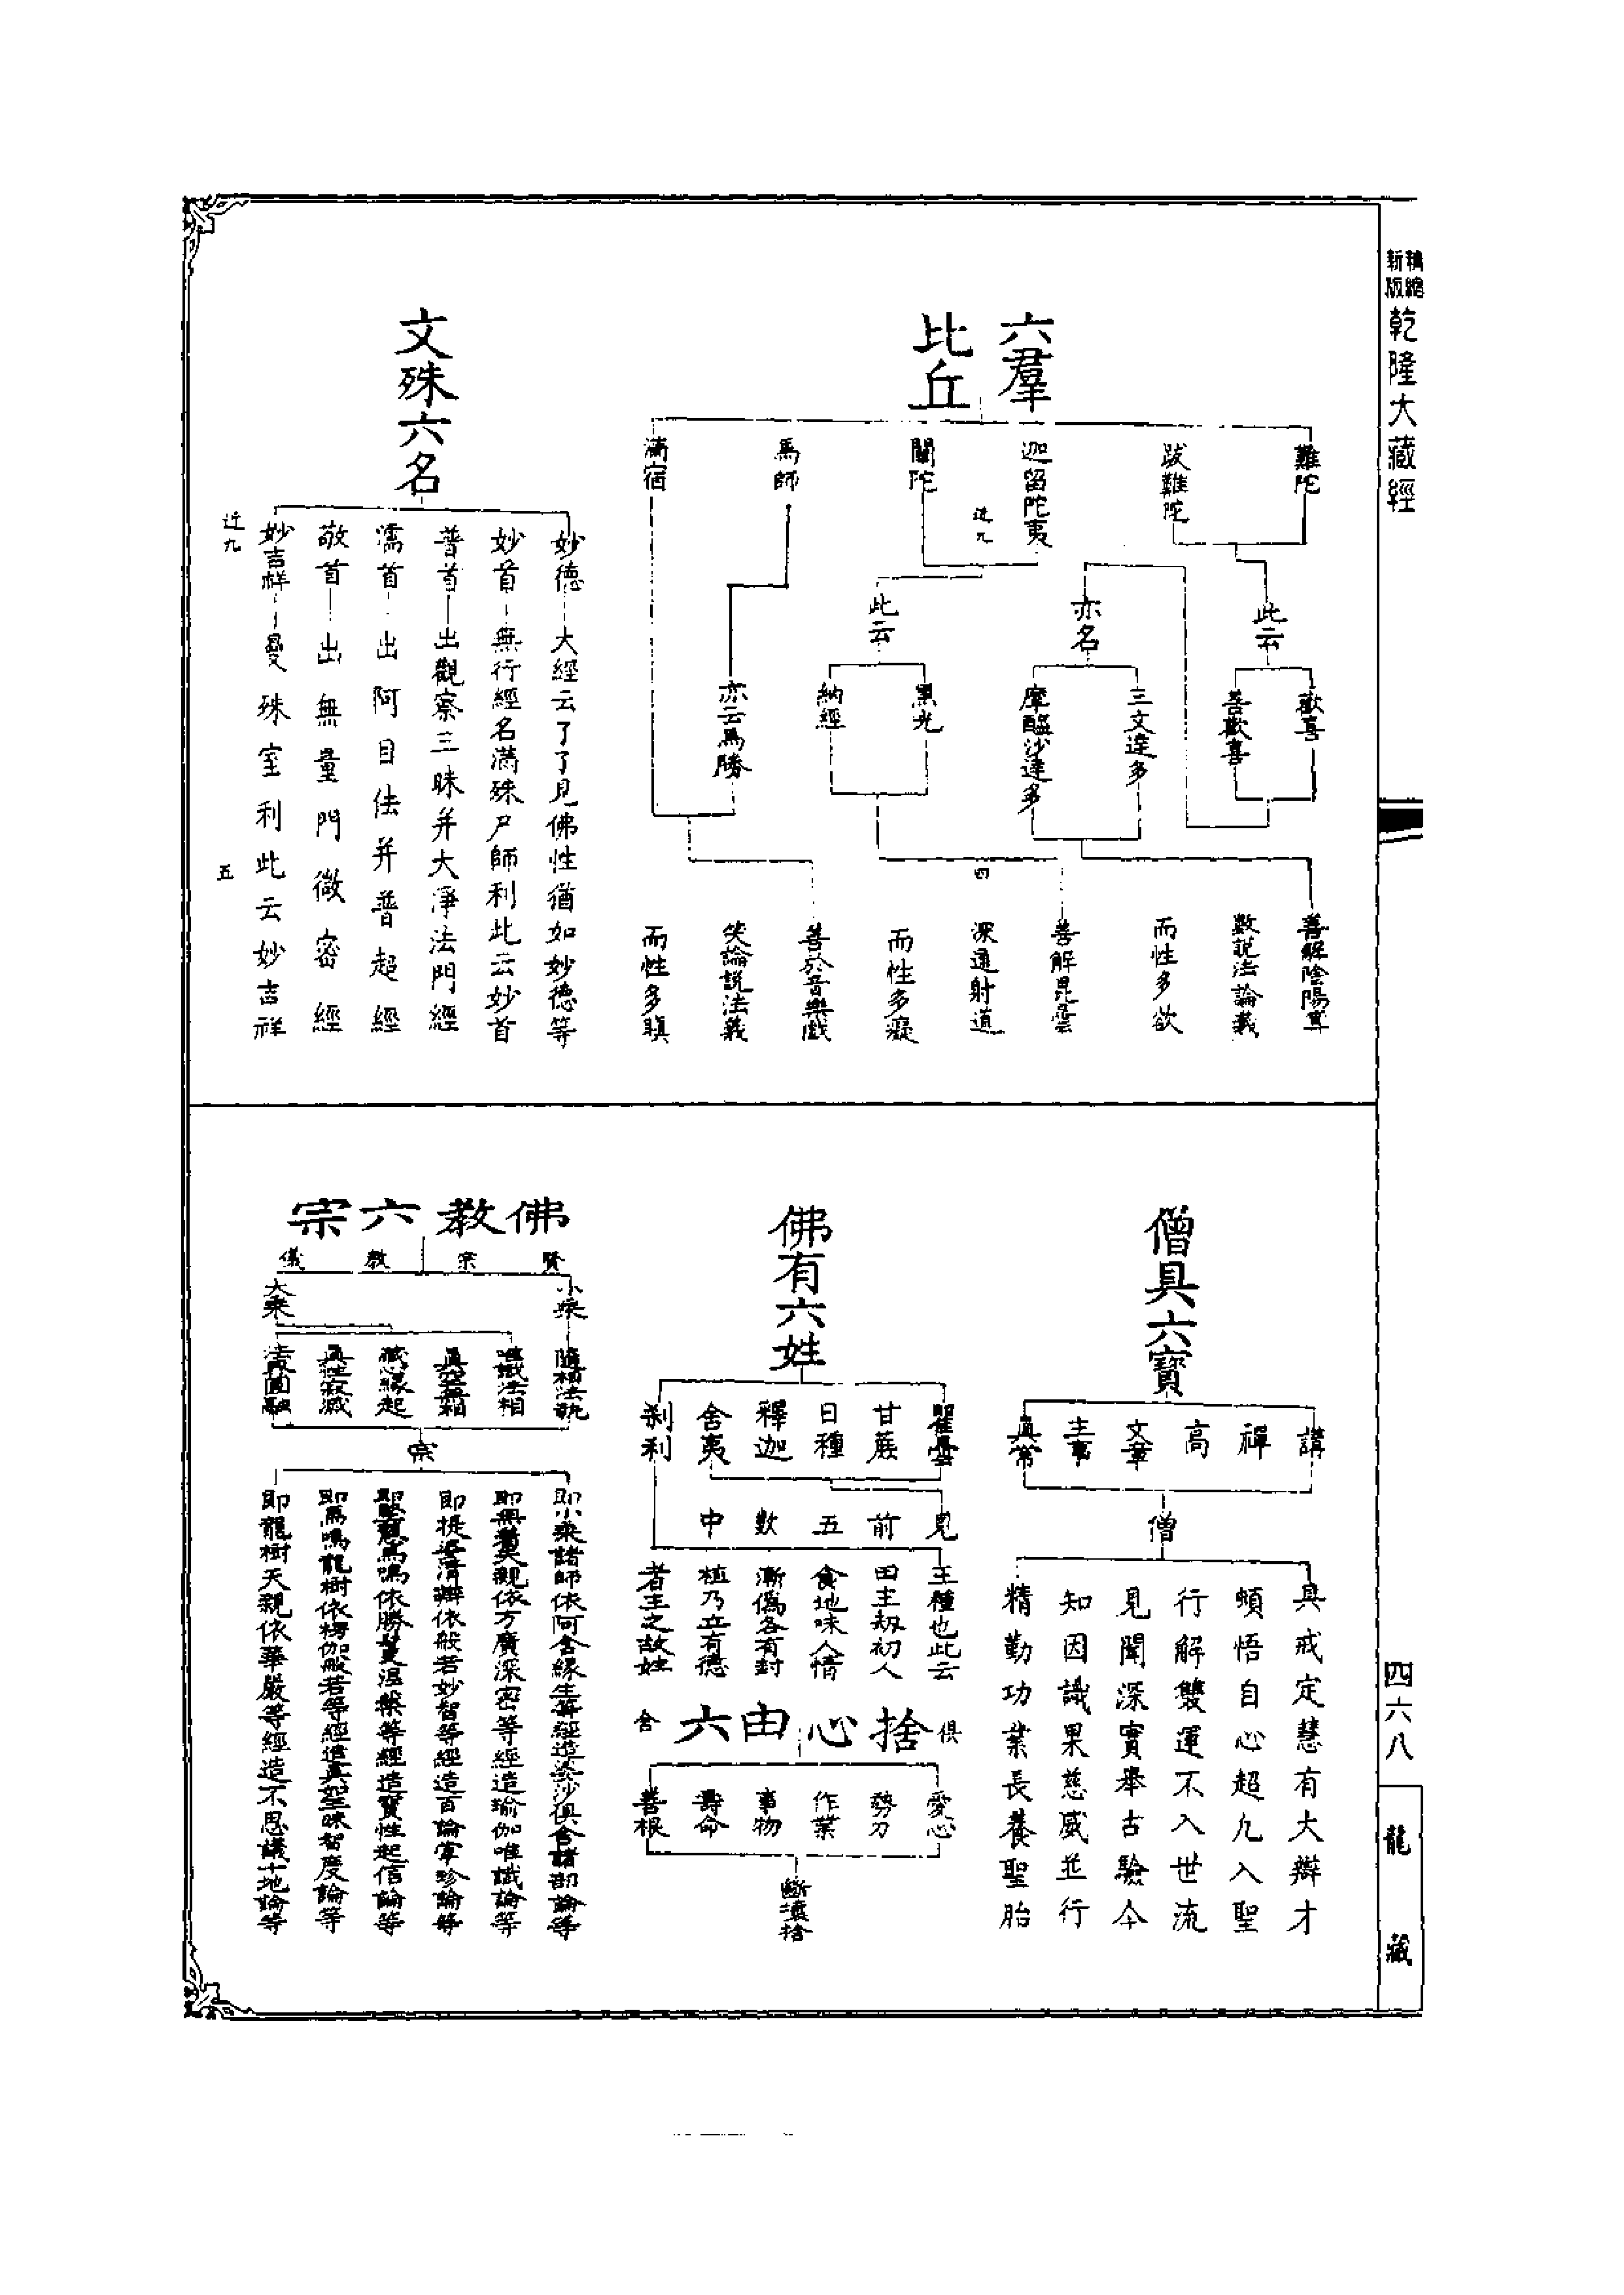 新版
精縮
乾隆大藏經
四六八
龍藏
六羣
比丘
難陀
跋難陀
迦留陀夷
闡陀
馬師
滿宿
近九
此云
歡喜
善歡喜
亦名
三文達多
摩醯沙達多
此云
黑光
納經
亦云馬勝
善解陰陽算
數說法論義
而性多欲
善解毘曇
深通射道
四
而性多癡
善於音樂戲
笑論說法義
而性多瞋
文殊六名
妙德 大經云了了見佛性猶如妙德等
妙首 無行經名滿殊尸師利此云妙首
普首 出觀察三昧并大淨法門經
濡首 出阿目佉并普超經
敬首 出無量門微密經
妙吉祥 曼殊室利此云妙吉祥
近九
五
僧具六寶
講
禪
高
文章
主事
真常
僧
具戒定慧有大辯才
頓悟自心超九入聖
行解雙運不入世流
見聞深實舉古驗今
知因識果慈威並行
精勤功業長養聖胎
佛有六姓
瞿曇
甘蔗
日種
釋迦
舍夷
刹利
見前五數中
王種也此云
田主劫初人
食地味人情
漸偽各有封
植乃立有德
者主之故姓
捨心由六
俱舍
愛心
勢力
作業
事物
壽命
善根
斷壞捨
佛教六宗
賢宗教儀
小乘
大乘
隨相法執
唯識法相
真空無相
藏心緣起
真性寂滅
法界圓融
宗
即小乘諸師依阿含緣生等經造婆沙俱舍諸部論等
即無著天親依方廣深密等經造瑜伽唯識論等
即提婆清辯依般若妙智等經造百論掌珍論等
即堅慧馬鳴依勝鬘涅槃等經造寶性起信論等
即馬鳴龍樹依楞伽般若等經造真如三昧智度論等
即龍樹天親依華嚴等經造不思議十地論等